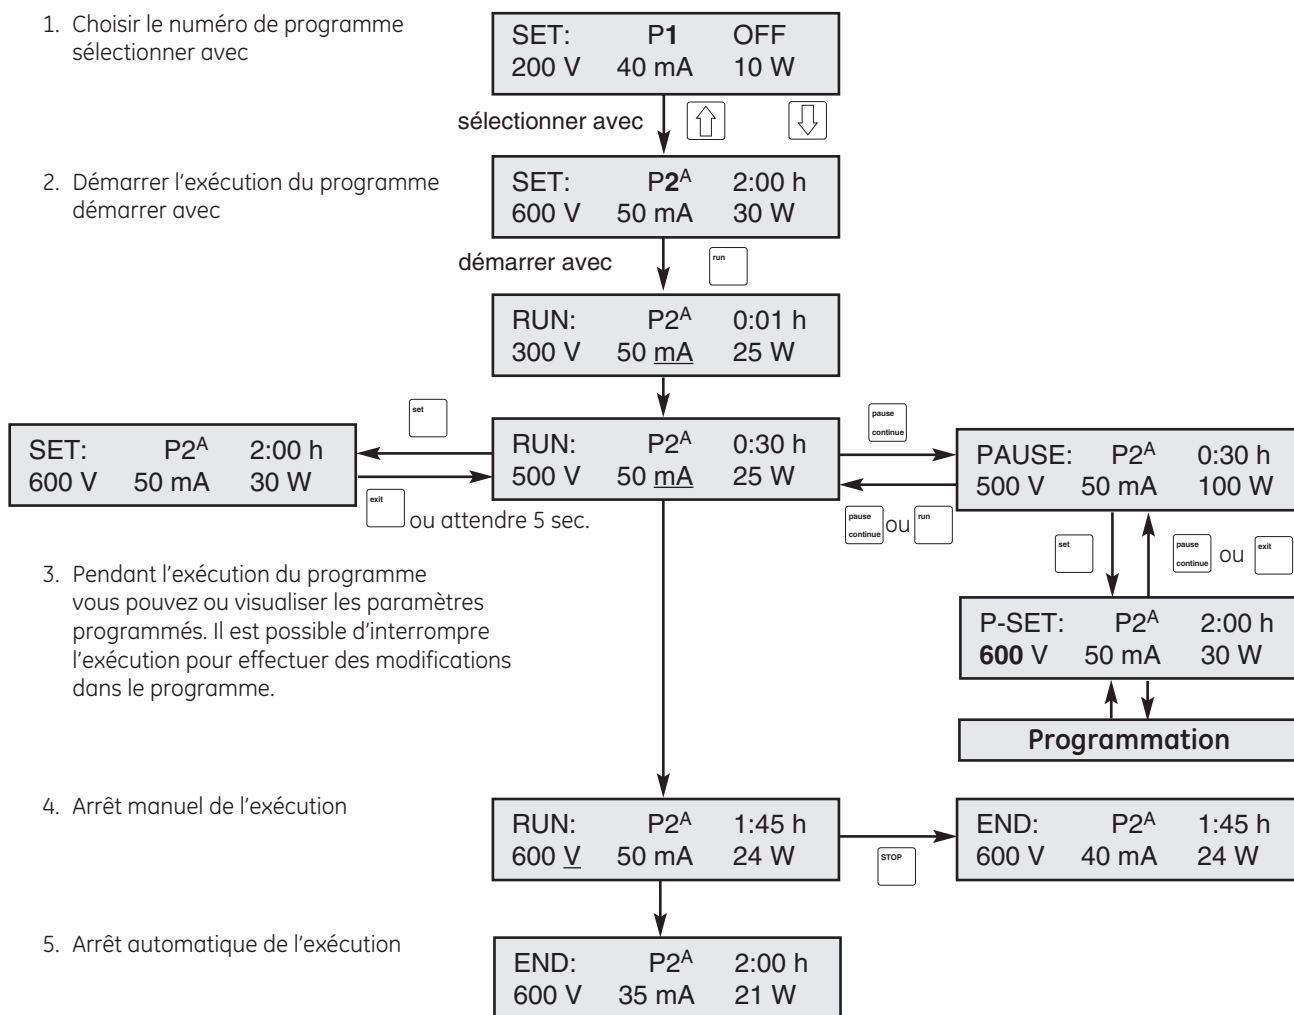 1. Choisir le numéro de programme
sélectionner avec
SET: P1 OFF
200 V 40 mA 10 W
sélectionner avec
2. Démarrer l'exécution du programme
démarrer avec
SET: P2ᴬ 2:00 h
600 V 50 mA 30 W
démarrer avec
run
RUN: P2ᴬ 0:01 h
300 V 50 mA 25 W
set
pause
continue
SET: P2ᴬ 2:00 h
600 V 50 mA 30 W
RUN: P2ᴬ 0:30 h
500 V 50 mA 25 W
PAUSE: P2ᴬ 0:30 h
500 V 50 mA 100 W
exit
ou attendre 5 sec.
pause
continue
ou
run
set
pause
continue
ou
exit
3. Pendant l'exécution du programme
vous pouvez ou visualiser les paramètres
programmés. Il est possible d'interrompre
l'exécution pour effectuer des modifications
dans le programme.
P-SET: P2ᴬ 2:00 h
600 V 50 mA 30 W
Programmation
4. Arrêt manuel de l'exécution
RUN: P2ᴬ 1:45 h
600 V 50 mA 24 W
STOP
END: P2ᴬ 1:45 h
600 V 40 mA 24 W
5. Arrêt automatique de l'exécution
END: P2ᴬ 2:00 h
600 V 35 mA 21 W